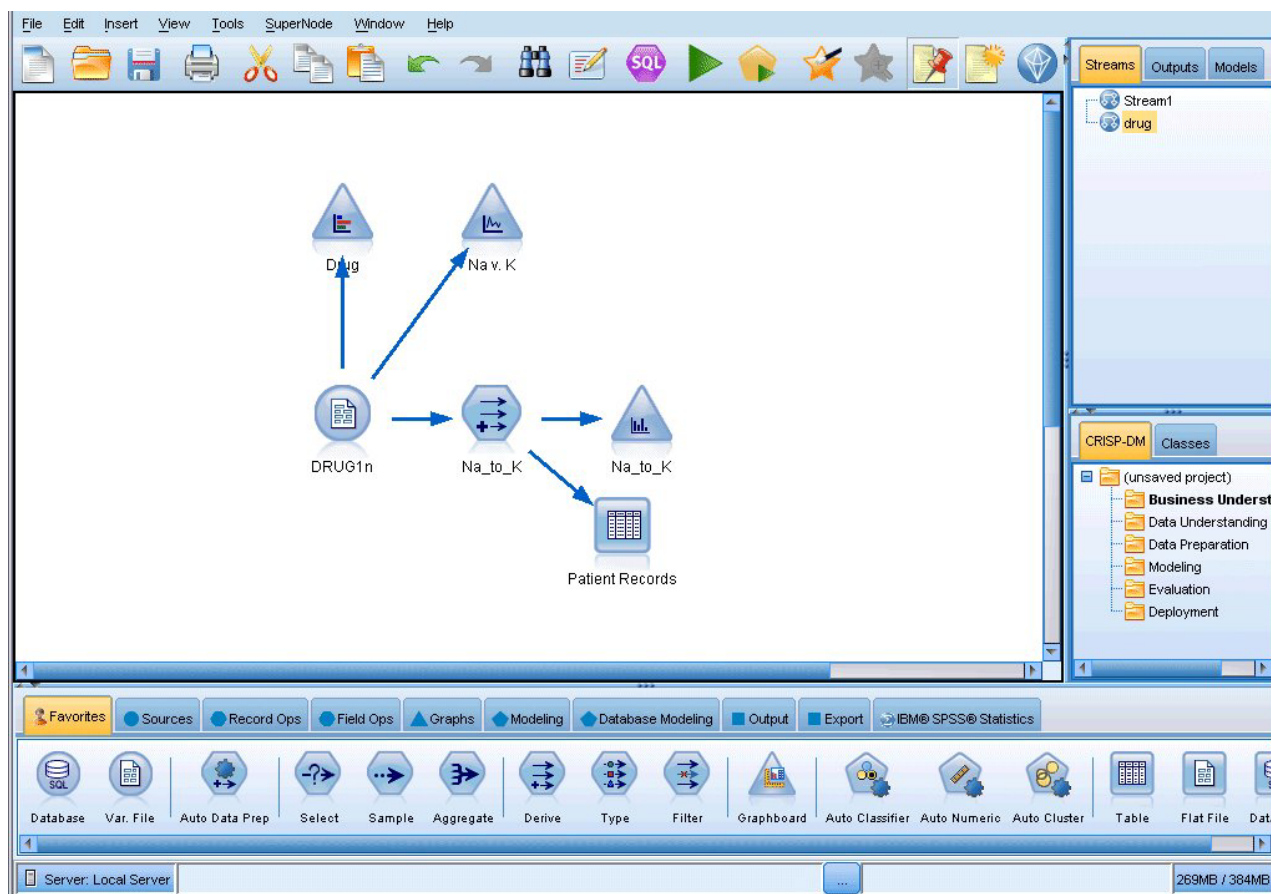 File Edit Insert View Tools SuperNode Window Help
SQL
Streams Outputs Models
Stream1
drug
Drug
Na v. K
DRUG1n
Na_to_K
Na_to_K
Patient Records
CRISP-DM Classes
(unsaved project)
Business Underst
Data Understanding
Data Preparation
Modeling
Evaluation
Deployment
Favorites Sources Record Ops Field Ops Graphs Modeling Database Modeling Output Export IBM® SPSS® Statistics
SQL
Database Var. File Auto Data Prep Select Sample Aggregate Derive Type Filter Graphboard Auto Classifier Auto Numeric Auto Cluster Table Flat File Dat
Server: Local Server ... 269MB / 384MB